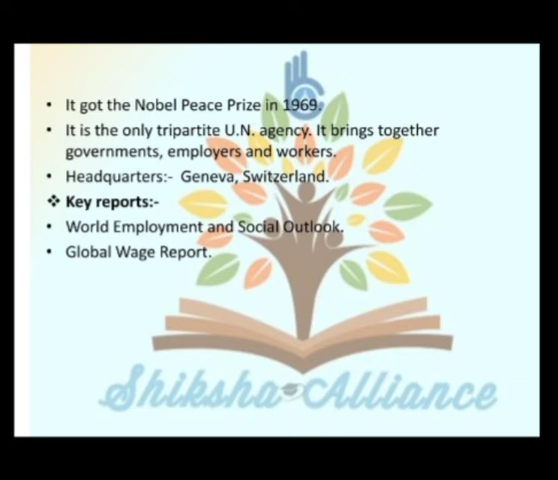 • It got the Nobel Peace Prize in 1969.
• It is the only tripartite U.N. agency. It brings together
governments, employers and workers.
• Headquarters:- Geneva, Switzerland.
❖ Key reports:-
• World Employment and Social Outlook.
• Global Wage Report.
Shiksha Alliance